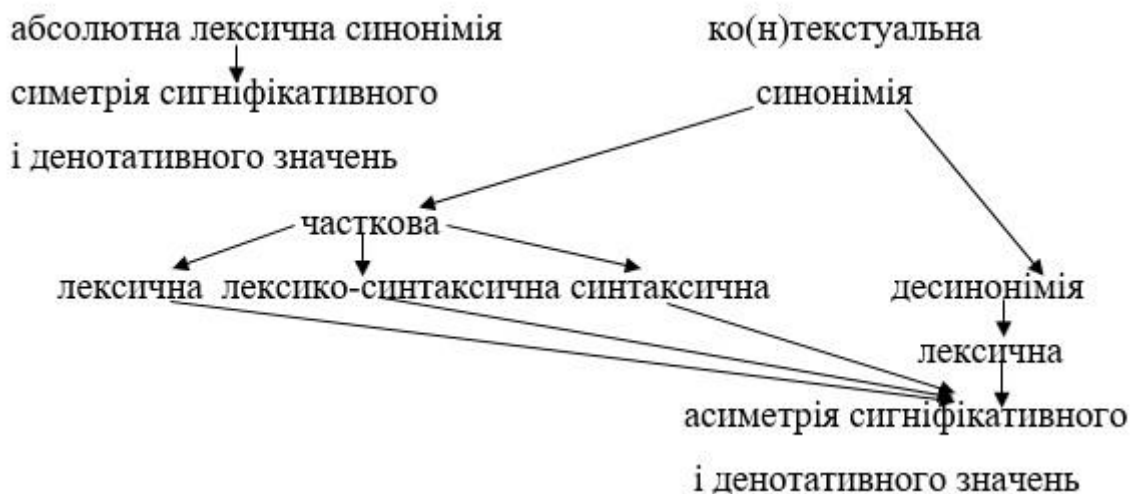 абсолютна лексична синонімія
ко(н)текстуальна
симетрія сигніфікативного
синонімія
і денотативного значень
часткова
лексична лексико-синтаксична синтаксична
десинонімія
лексична
асиметрія сигніфікативного
і денотативного значень